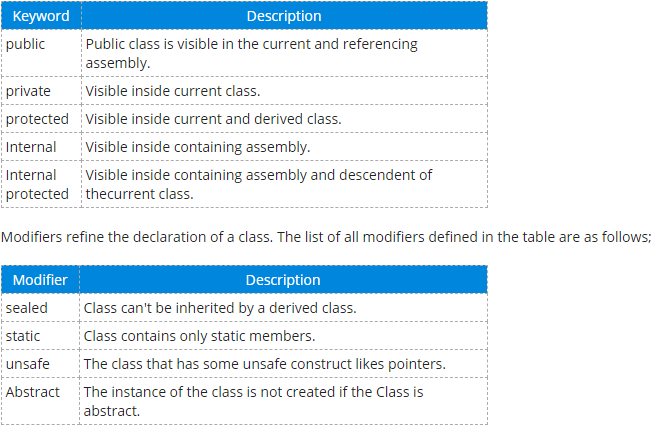 Keyword Description
public Public class is visible in the current and referencing
assembly.
private Visible inside current class.
protected Visible inside current and derived class.
Internal Visible inside containing assembly.
Internal Visible inside containing assembly and descendent of
protected thecurrent class.
Modifiers refine the declaration of a class. The list of all modifiers defined in the table are as follows;
Modifier Description
sealed Class can't be inherited by a derived class.
static Class contains only static members.
unsafe The class that has some unsafe construct likes pointers.
Abstract The instance of the class is not created if the Class is
abstract.